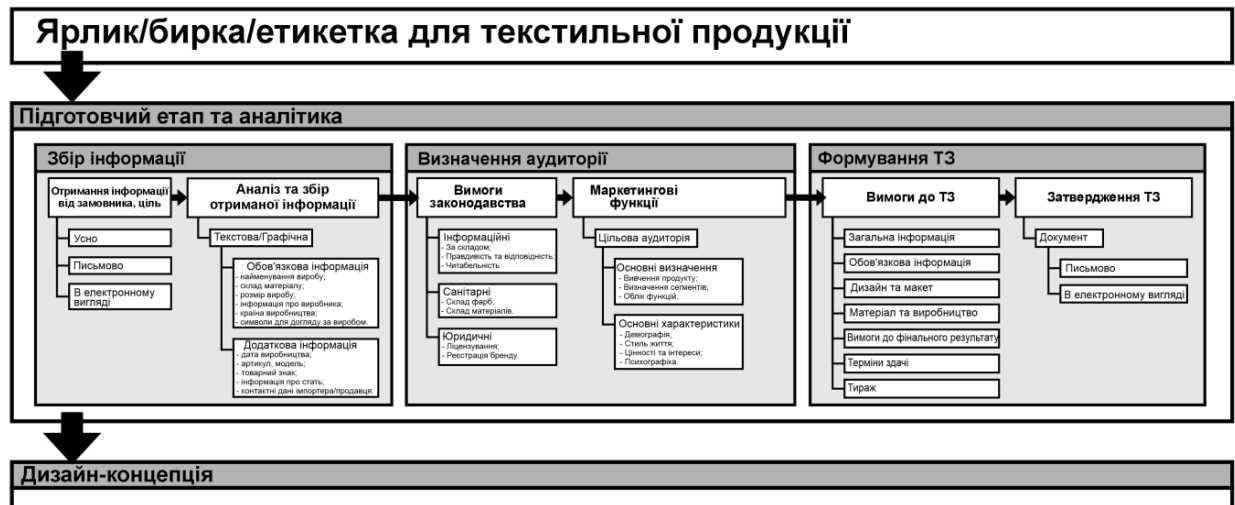 Ярлик/бирка/етикетка для текстильної продукції
Підготовчий етап та аналітика
Збір інформації
Отримання інформації
від замовника, ціль
Усно
Письмово
В електронному
вигляді
Аналіз та збір
отриманої інформації
Текстова/Графічна
Обов'язкова інформація
- найменування виробу;
- склад матеріалу;
- розмір виробу;
- інформація про виробника;
- країна виробництва;
- символи для догляду за виробом.
Додаткова інформація
- дата виробництва;
- артикул, модель;
- товарний знак;
- інформація про стать;
- контактні дані імпортера/продавця.
Визначення аудиторії
Вимоги
законодавства
Інформаційні
- За складом;
- Правдивість та відповідність;
- Читабельність.
Санітарні
- Склад фарб;
- Склад матеріалів.
Юридичні
- Ліцензування;
- Реєстрація бренду.
Маркетингові
функції
Цільова аудиторія
Основні визначення
- Вивчення продукту;
- Визначення сегментів;
- Облік функцій.
Основні характеристики
- Демографія;
- Стиль життя;
- Цінності та інтереси;
- Психографіка.
Формування ТЗ
Вимоги до ТЗ
Загальна інформація
Обов'язкова інформація
Дизайн та макет
Матеріал та виробництво
Вимоги до фінального результату
Терміни здачі
Тираж
Затвердження ТЗ
Документ
Письмово
В електронному вигляді
Дизайн-концепція